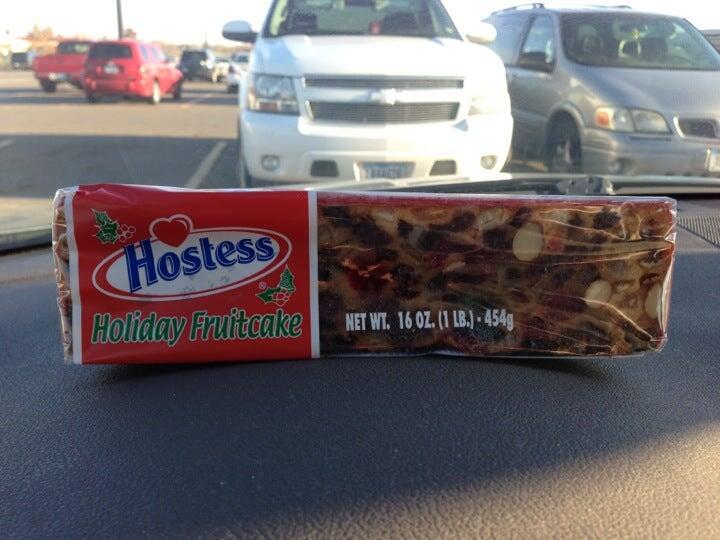 Hostess®
Holiday Fruitcake
NET WT. 16 OZ. (1 LB.) - 454g